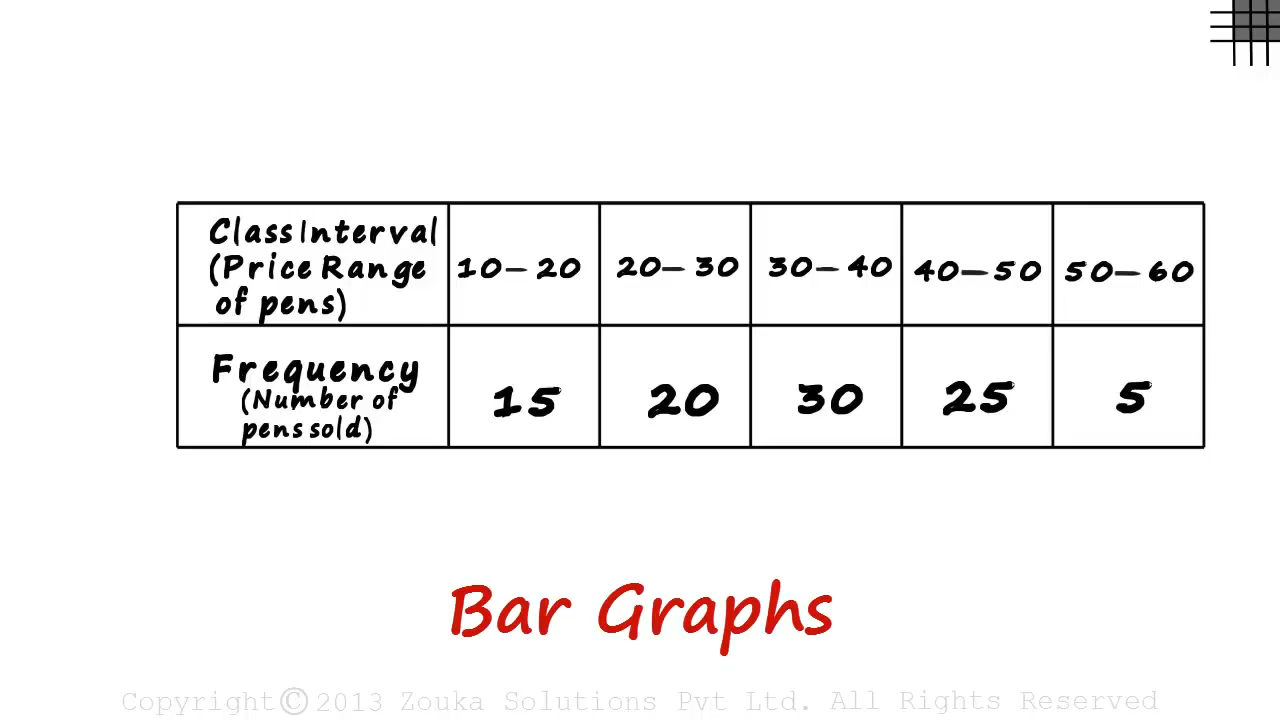 Class Interval
(Price Range
of pens)
10-20
20-30
30-40
40-50
50-60
Frequency
(Number of
pens sold)
15
20
30
25
5
Bar Graphs
Copyright© 2013 Zouka Solutions Pvt Ltd. All Rights Reserved